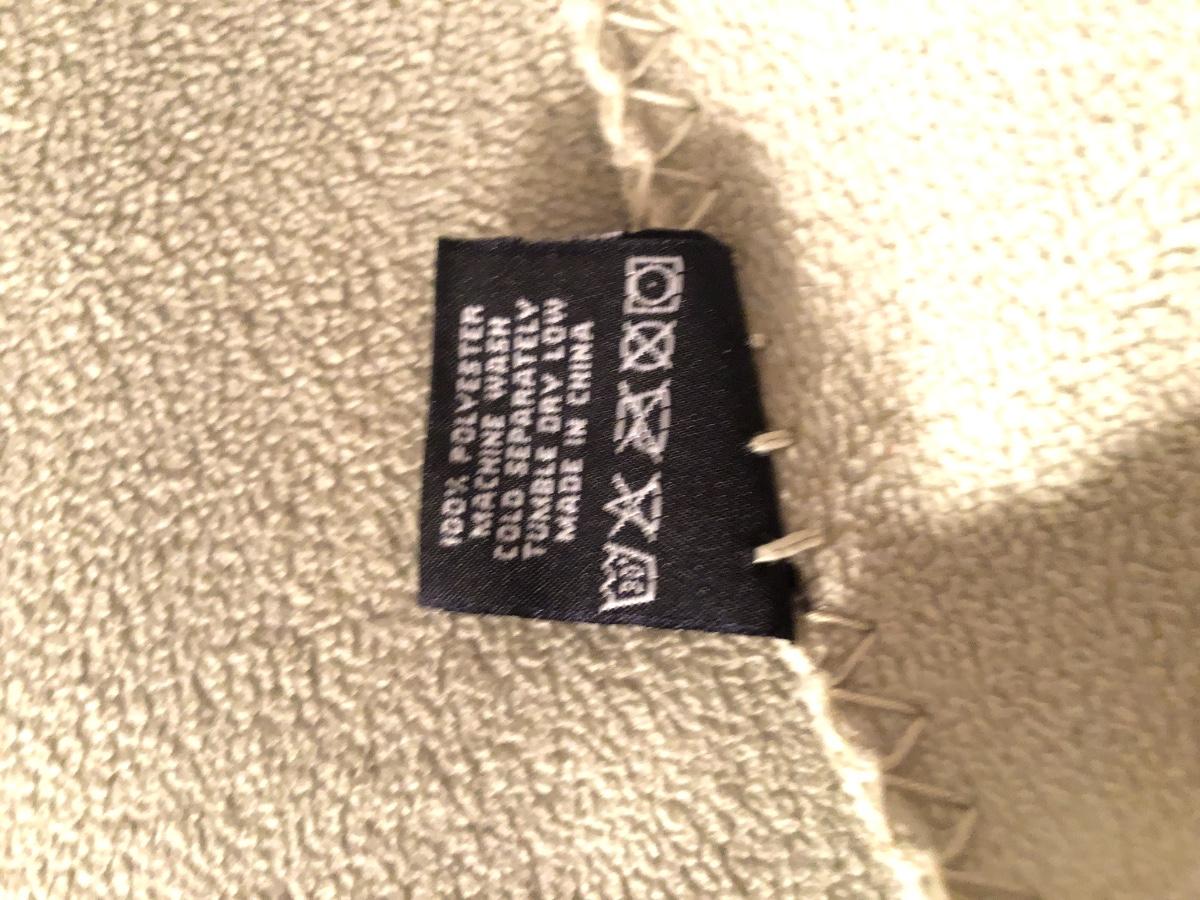 100% POLYESTER
MACHINE WASH
COLD SEPARATELY
TUMBLE DRY LOW
MADE IN CHINA